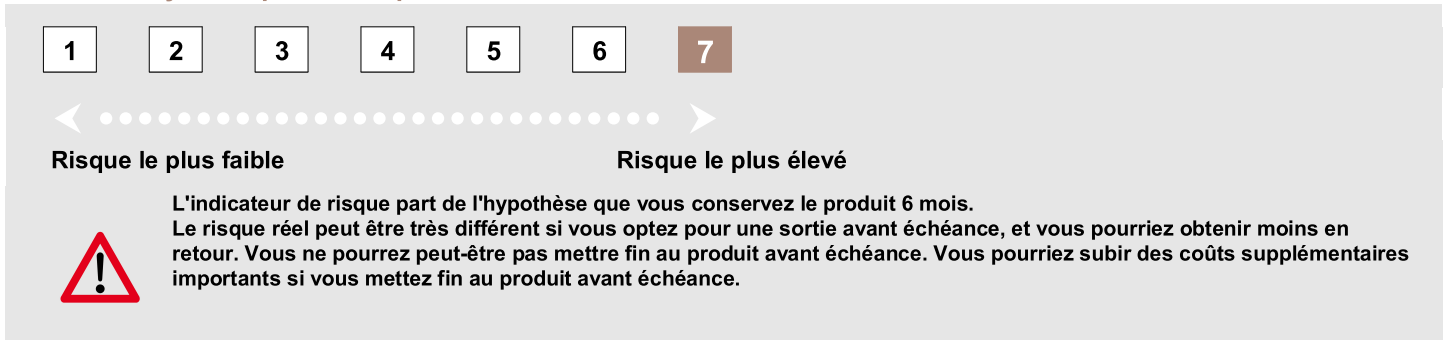 1 2 3 4 5 6 7
Risque le plus faible Risque le plus élevé
L'indicateur de risque part de l'hypothèse que vous conservez le produit 6 mois.
Le risque réel peut être très différent si vous optez pour une sortie avant échéance, et vous pourriez obtenir moins en
retour. Vous ne pourrez peut-être pas mettre fin au produit avant échéance. Vous pourriez subir des coûts supplémentaires
importants si vous mettez fin au produit avant échéance.